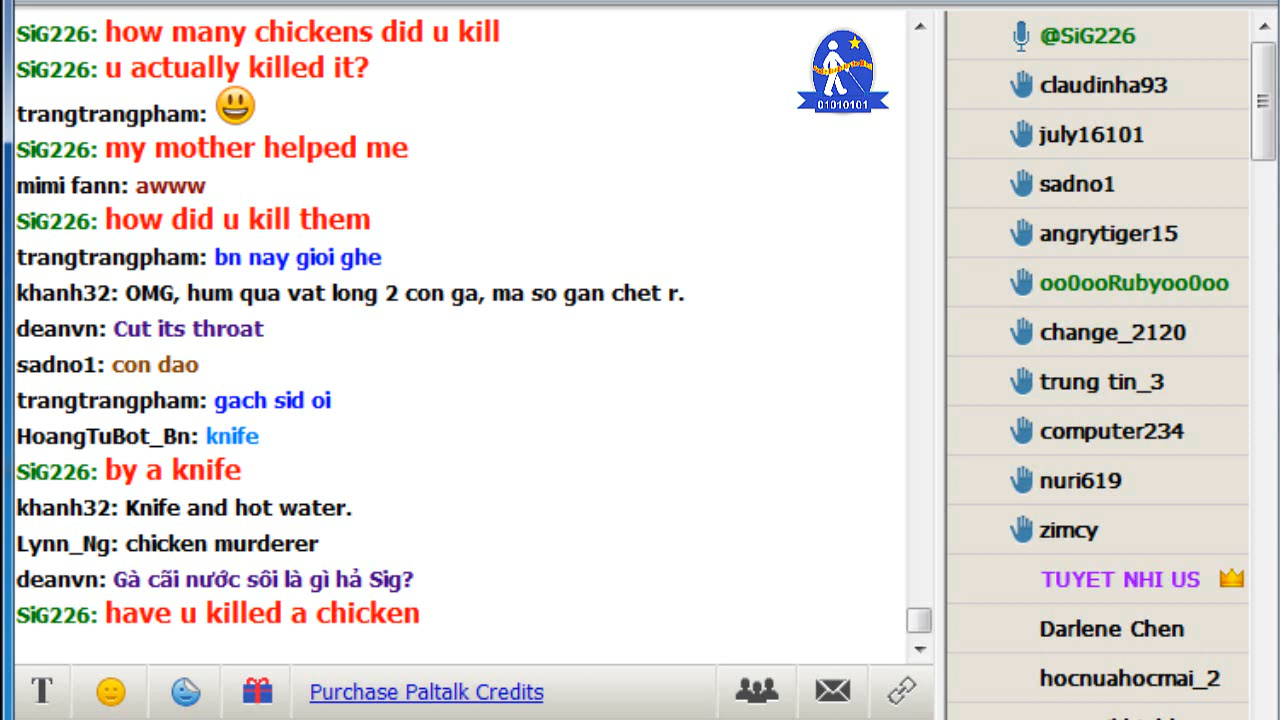 SiG226: how many chickens did u kill
SiG226: u actually killed it?
trangtrangpham:
SiG226: my mother helped me
mimi fann: awww
SiG226: how did u kill them
trangtrangpham: bn nay gioi ghe
khanh32: OMG, hum qua vat long 2 con ga, ma so gan chet r.
deanvn: Cut its throat
sadno1: con dao
trangtrangpham: gach sid oi
HoangTuBot_Bn: knife
SiG226: by a knife
khanh32: Knife and hot water.
Lynn_Ng: chicken murderer
deanvn: Gà cãi nước sôi là gì hả Sig?
SiG226: have u killed a chicken
01010101
T
Purchase Paltalk Credits
@SiG226
claudinha93
july16101
sadno1
angrytiger15
oo0ooRubyoo0oo
change_2120
trung tin_3
computer234
nuri619
zimcy
TUYET NHI US
Darlene Chen
hocnuahocmai_2